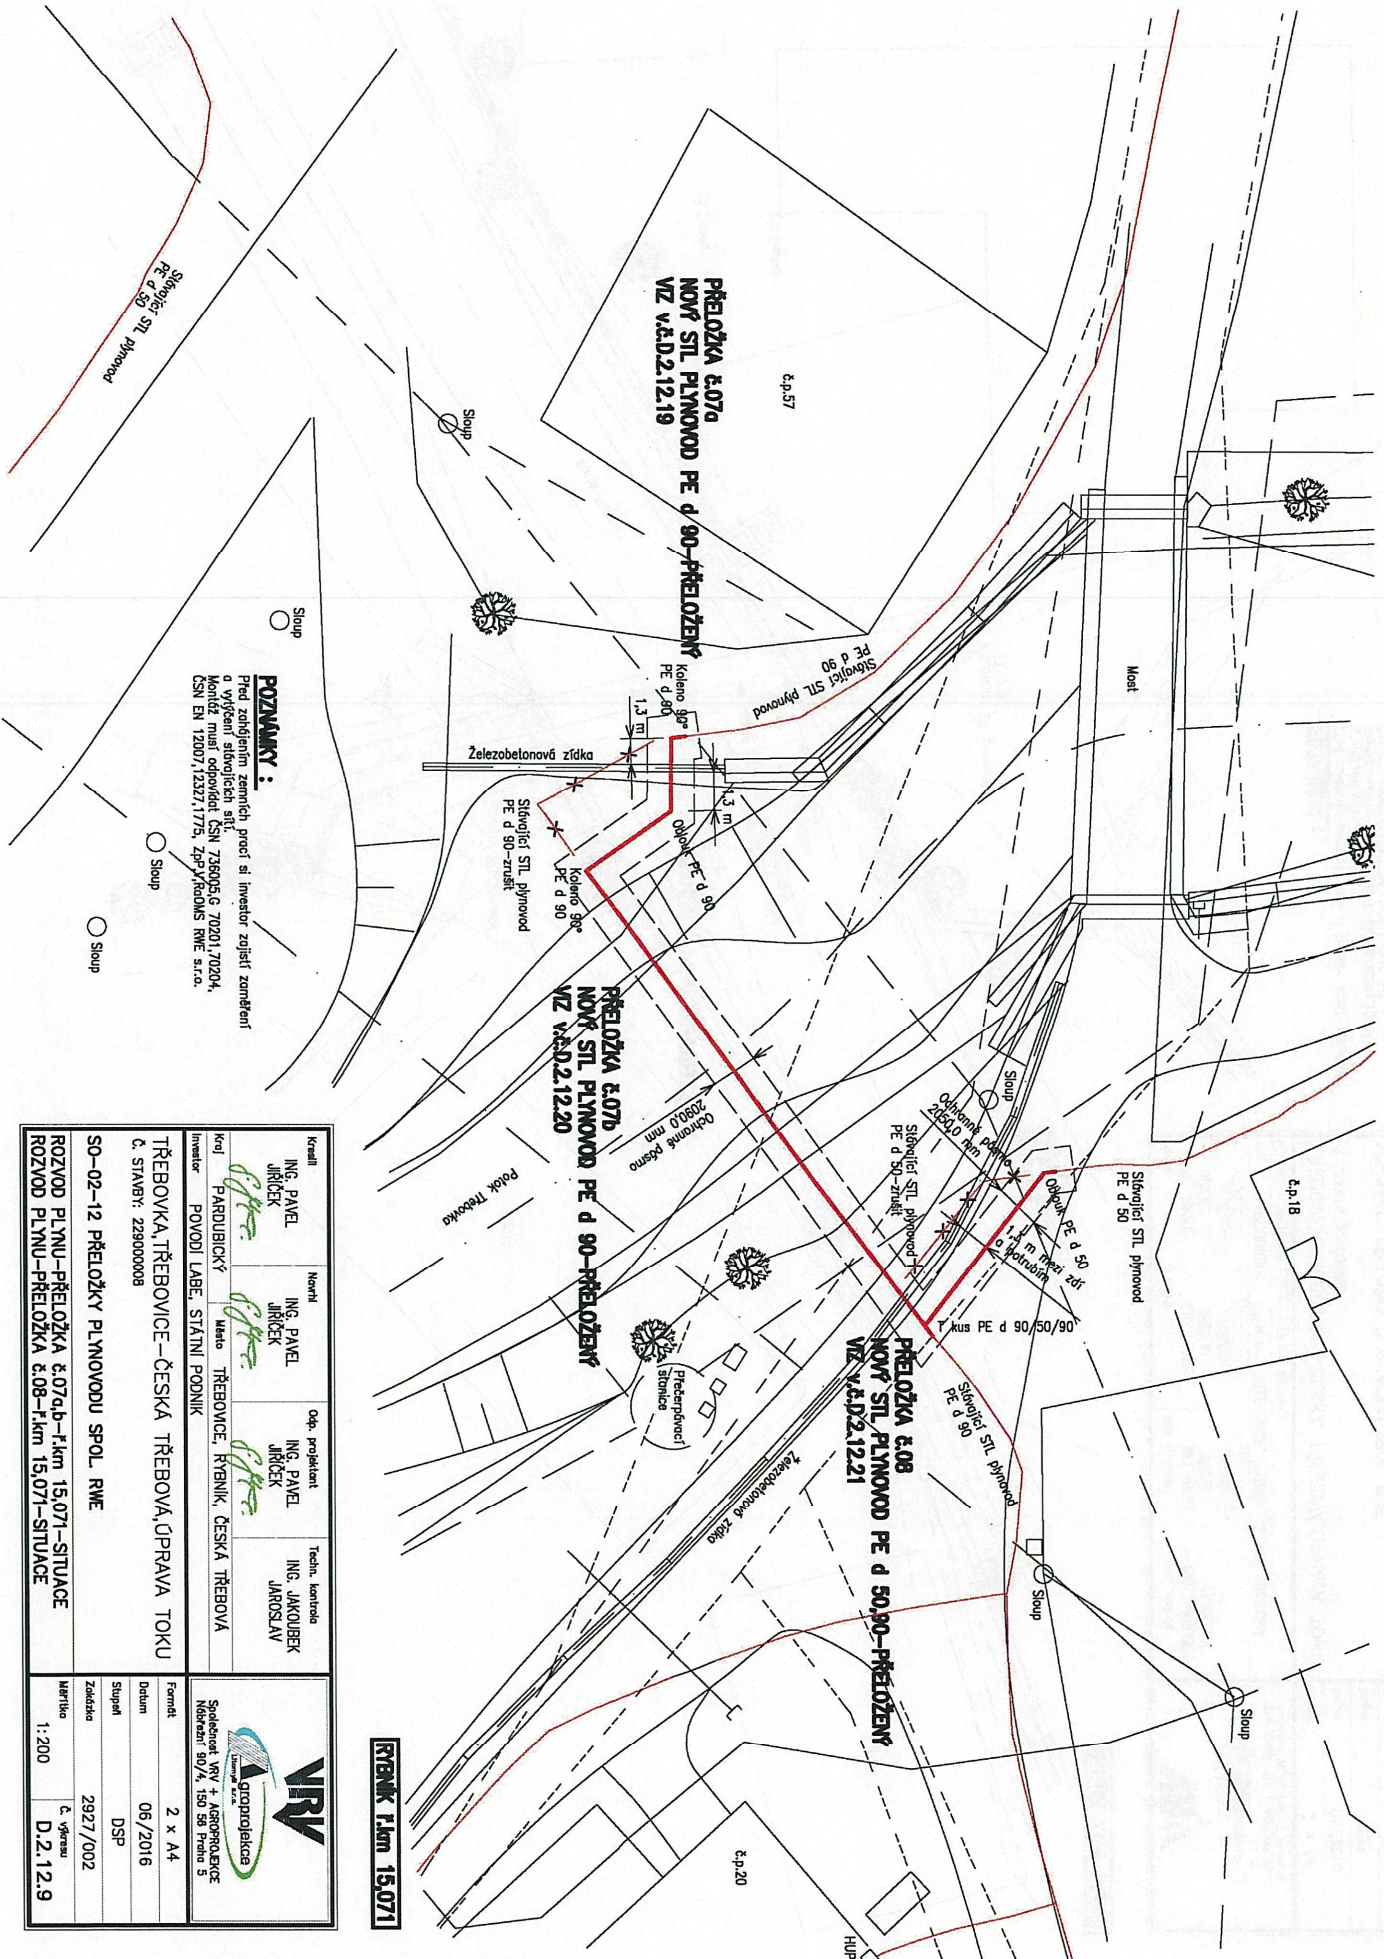 č.p.57
PŘELOŽKA č.07a
NOVÝ STL PLYNOVOD PE d 90-PŘELOŽENÝ
VIZ v.č.D.2.12.19
Stávající STL plynovod
PE d 50
Sloup
Sloup
Sloup
Sloup
POZNÁMKY :
Před zahájením zemních prací si investor zajistí zaměření
a vytýčení stávajících sítí.
Montáž musí odpovídat ČSN 736005,G 70201,70204,
ČSN EN 12007,12327,1775, ZpP,V,RaOMS RWE s.r.o.
Most
Stávající STL plynovod
PE d 90
Koleno 90°
PE d 90
1,3 m
1,3 m
Železobetonová zídka
Oblouk PE d 90
Stávající STL plynovod
PE d 90-zrušit
Koleno 90°
PE d 90
PŘELOŽKA č.07b
NOVÝ STL PLYNOVOD PE d 90-PŘELOŽENÝ
VIZ v.č.D.2.12.20
Ochranné pásmo
2090,0 mm
Potok Třebovka
Sloup
Ochranné pásmo
2050,0 mm
Stávající STL plynovod
PE d 50-zrušit
Stávající STL plynovod
PE d 50
č.p.18
Oblouk PE d 50
1,3 m mezi zdí
a potrubím
T kus PE d 90/50/90
PŘELOŽKA č.08
NOVÝ STL PLYNOVOD PE d 50,90-PŘELOŽENÝ
VIZ v.č.D.2.12.21
Stávající STL plynovod
PE d 90
Přečerpávací
stanice
Železobetonová zídka
Sloup
Sloup
č.p.20
HUP
RYBNÍK ř.km 15,071
Kreslil
ING. PAVEL
JIŘÍČEK
Navrhl
ING. PAVEL
JIŘÍČEK
Odp. projektant
ING. PAVEL
JIŘÍČEK
Techn. kontrola
ING. JAKOUBEK
JAROSLAV
Kraj PARDUBICKÝ
Město TŘEBOVICE, RYBNÍK, ČESKÁ TŘEBOVÁ
Investor POVODÍ LABE, STÁTNÍ PODNIK
TŘEBOVKA,TŘEBOVICE-ČESKÁ TŘEBOVÁ,ÚPRAVA TOKU
Č. STAVBY: 229000008
SO-02-12 PŘELOŽKY PLYNOVODU SPOL. RWE
ROZVOD PLYNU-PŘELOŽKA č.07a,b-ř.km 15,071-SITUACE
ROZVOD PLYNU-PŘELOŽKA č.08-ř.km 15,071-SITUACE
VRV
Agroprojekce
Litomyšl s.r.o.
Společnost VRV + AGROPROJEKCE
Nábřežní 90/4, 150 56 Praha 5
Formát 2 x A4
Datum 06/2016
Stupeň DSP
Zakázka 2927/002
Měřítko 1:200
Č. výkresu D.2.12.9